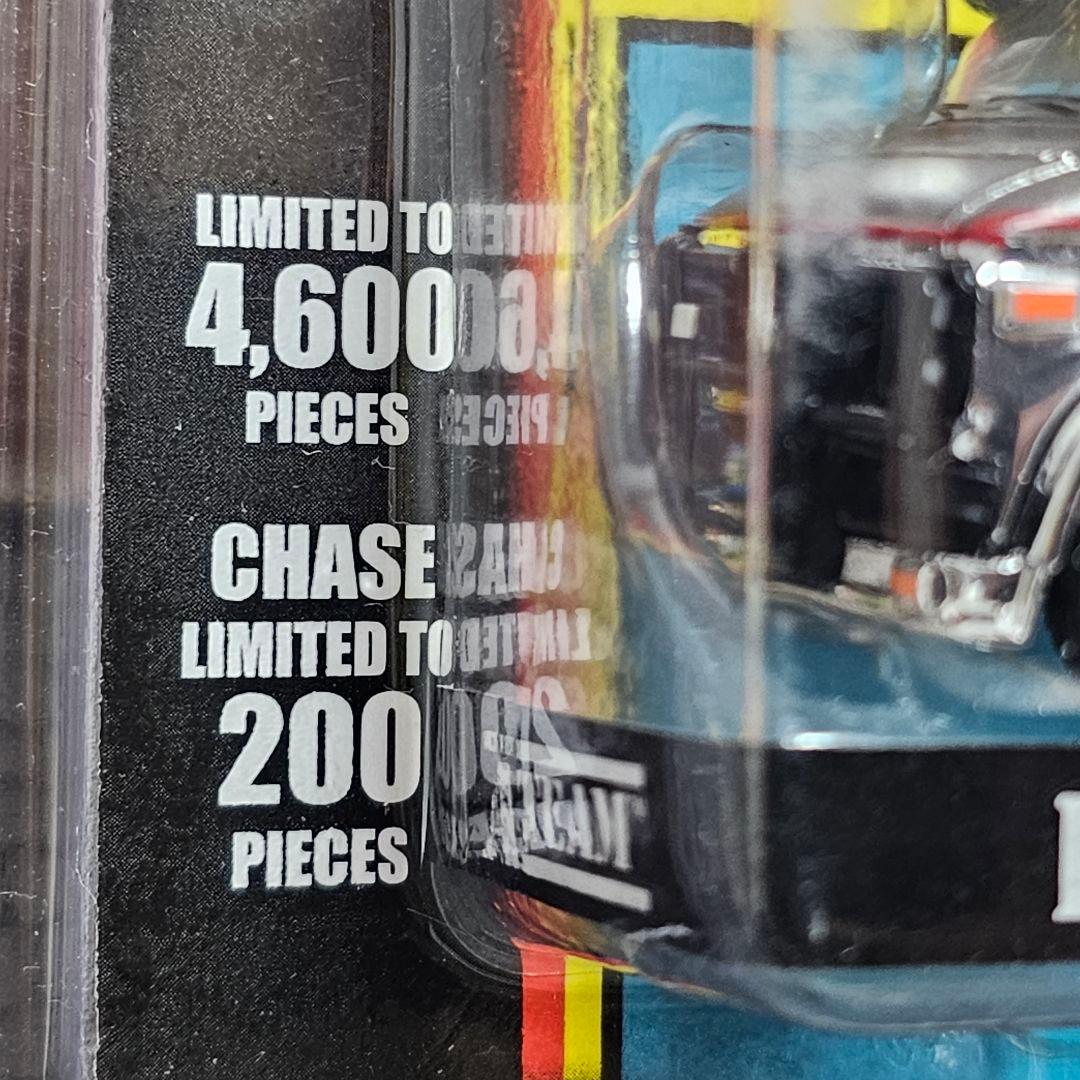 LIMITED TO
4,600
PIECES
CHASE
LIMITED TO
200
PIECES